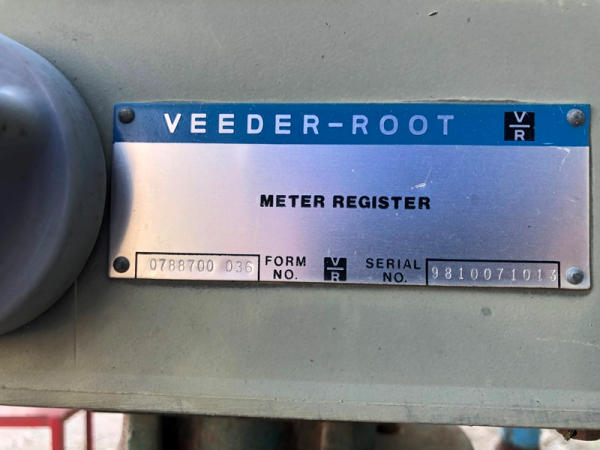 VEEDER-ROOT V/R
METER REGISTER
0788700 036 FORM NO. V/R SERIAL NO. 9810071013